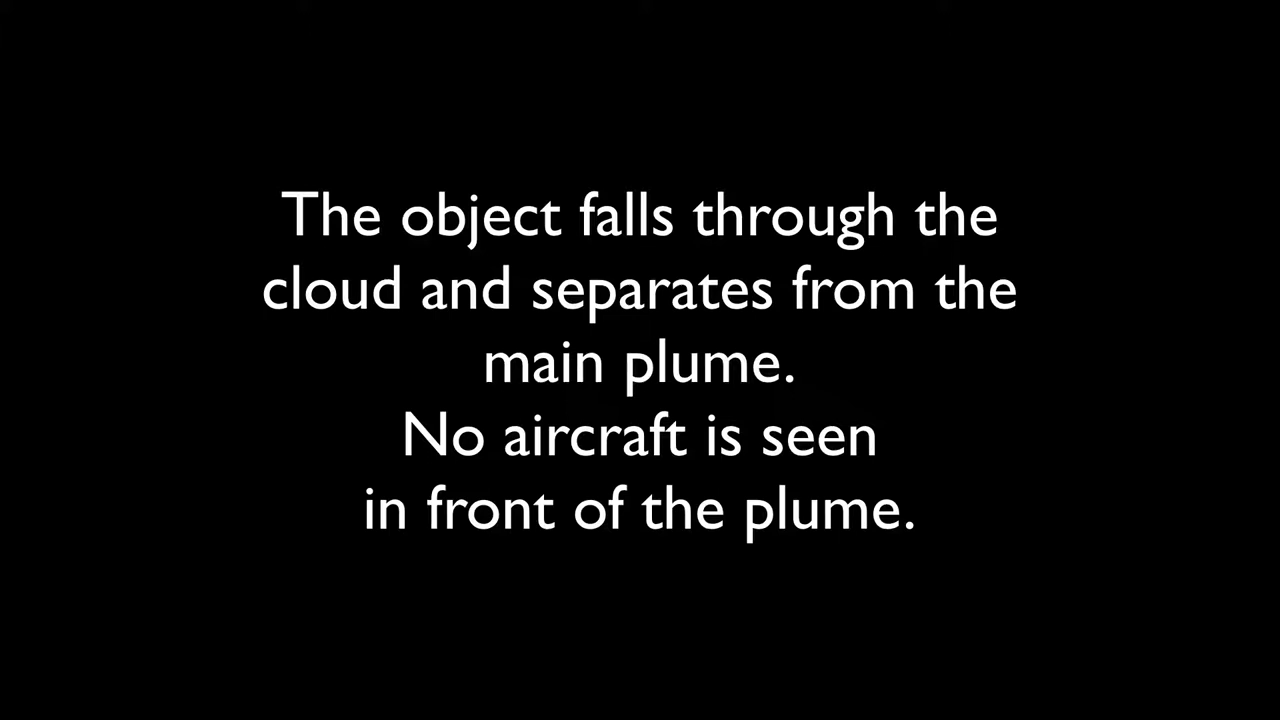 The object falls through the
cloud and separates from the
main plume.
No aircraft is seen
in front of the plume.